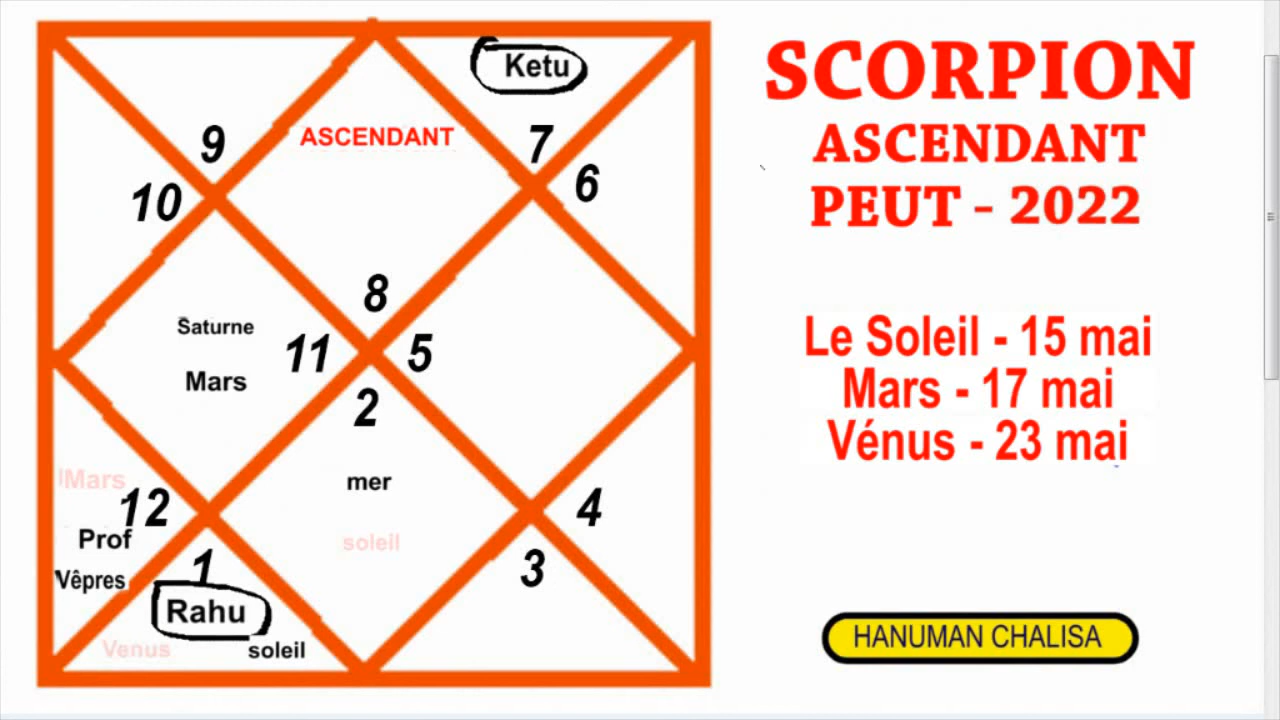 SCORPION
ASCENDANT
PEUT - 2022
Le Soleil - 15 mai
Mars - 17 mai
Vénus - 23 mai
HANUMAN CHALISA
Ketu
ASCENDANT
9
7
10
6
8
Saturne
11
5
Mars
2
mer
Mars
12
4
Prof
soleil
Vêpres
1
3
Rahu
Venus
soleil